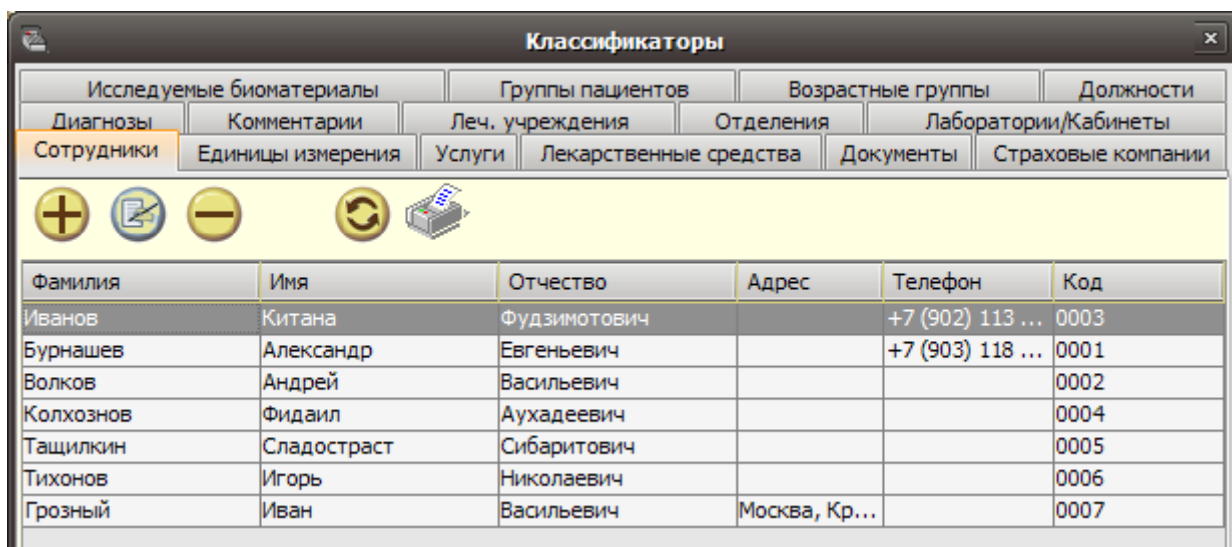 Классификаторы
Исследуемые биоматериалы Группы пациентов Возрастные группы Должности
Диагнозы Комментарии Леч. учреждения Отделения Лаборатории/Кабинеты
Сотрудники Единицы измерения Услуги Лекарственные средства Документы Страховые компании
Фамилия Имя Отчество Адрес Телефон Код
Иванов Китана Фудзимотович +7 (902) 113 ... 0003
Бурнашев Александр Евгеньевич +7 (903) 118 ... 0001
Волков Андрей Васильевич 0002
Колхознов Фидаил Аухадеевич 0004
Тащилкин Сладостраст Сибаритович 0005
Тихонов Игорь Николаевич 0006
Грозный Иван Васильевич Москва, Кр... 0007